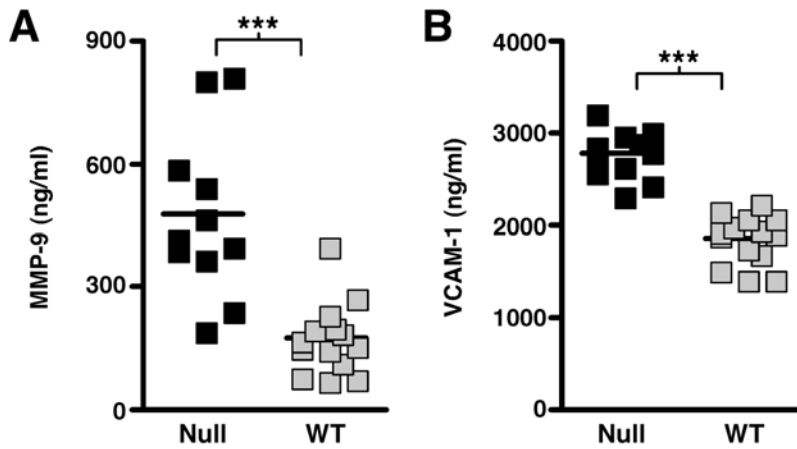 A
MMP-9 (ng/ml)
900
600
300
0
***
Null
WT
B
VCAM-1 (ng/ml)
4000
3000
2000
1000
0
***
Null
WT